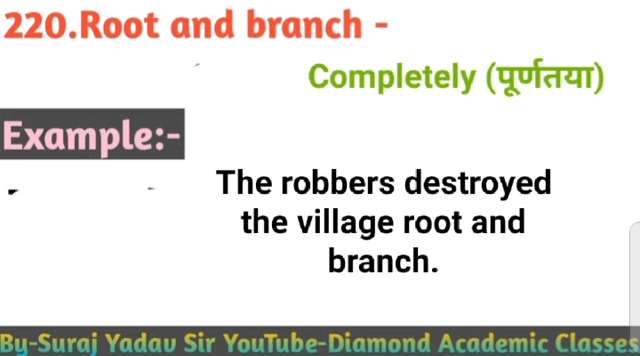 220.Root and branch -
Completely (पूर्णतया)
Example:-
The robbers destroyed
the village root and
branch.
By-Suraj Yadav Sir YouTube-Diamond Academic Classes